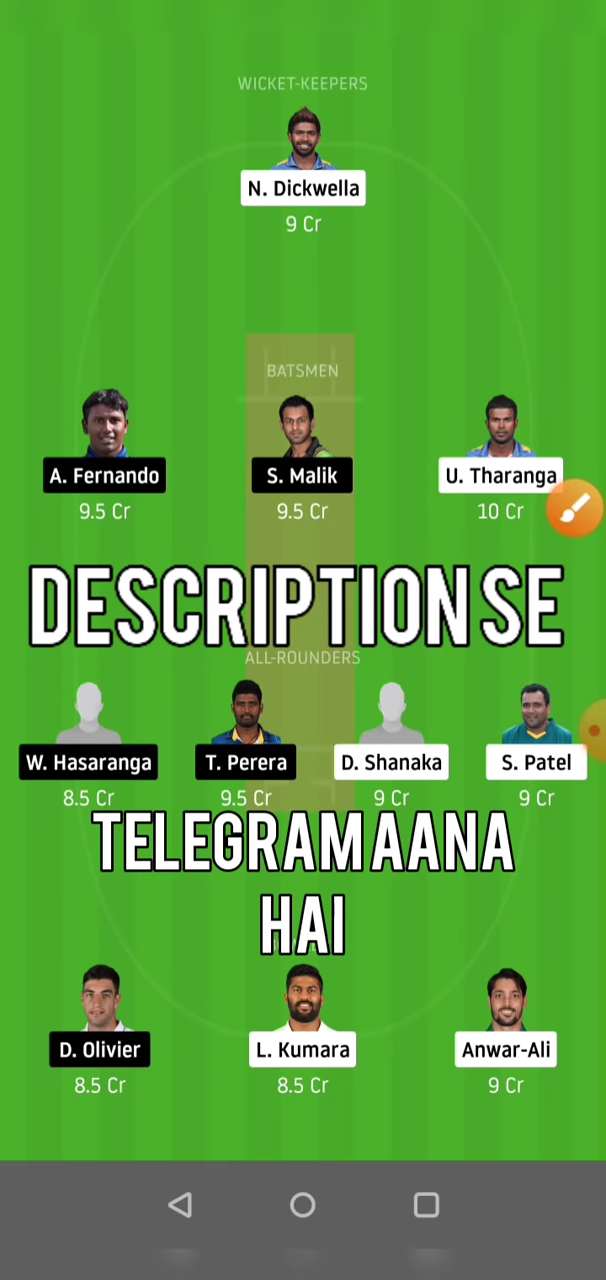 WICKET-KEEPERS
N. Dickwella
9 Cr
BATSMEN
A. Fernando S. Malik U. Tharanga
9.5 Cr 9.5 Cr 10 Cr
DESCRIPTION SE
ALL-ROUNDERS
W. Hasaranga T. Perera D. Shanaka S. Patel
8.5 Cr 9.5 Cr 9 Cr 9 Cr
TELEGRAM AANA
HAI
D. Olivier L. Kumara Anwar-Ali
8.5 Cr 8.5 Cr 9 Cr